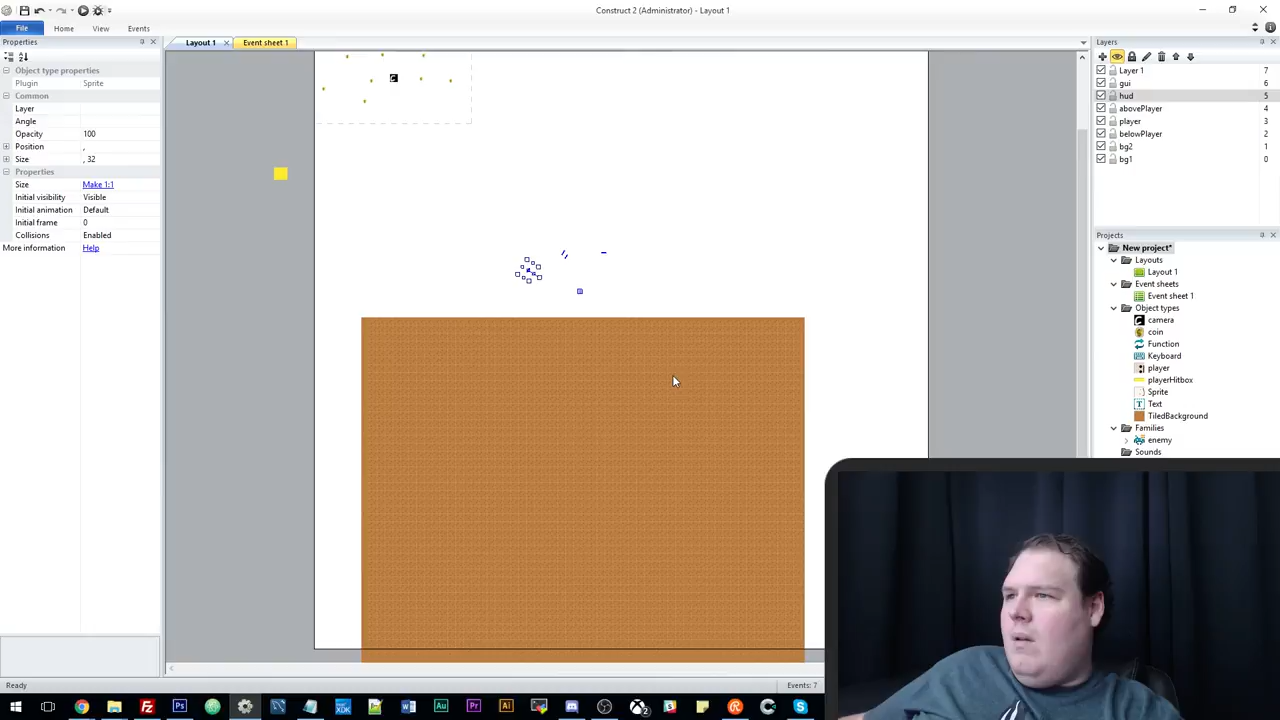 Construct 2 (Administrator) - Layout 1
File
Home
View
Events
Properties
Layout 1
Event sheet 1
Layers
Object type properties
Plugin Sprite
Common
Layer
Angle
Opacity 100
Position ,
Size , 32
Properties
Size Make 1:1
Initial visibility Visible
Initial animation Default
Initial frame 0
Collisions Enabled
More information Help
Layer 1 7
gui 6
hud 5
abovePlayer 4
player 3
belowPlayer 2
bg2 1
bg1 0
Projects
New project*
Layouts
Layout 1
Event sheets
Event sheet 1
Object types
camera
coin
Function
Keyboard
player
playerHitbox
Sprite
Text
TiledBackground
Families
enemy
Sounds
Ready
Events: 7